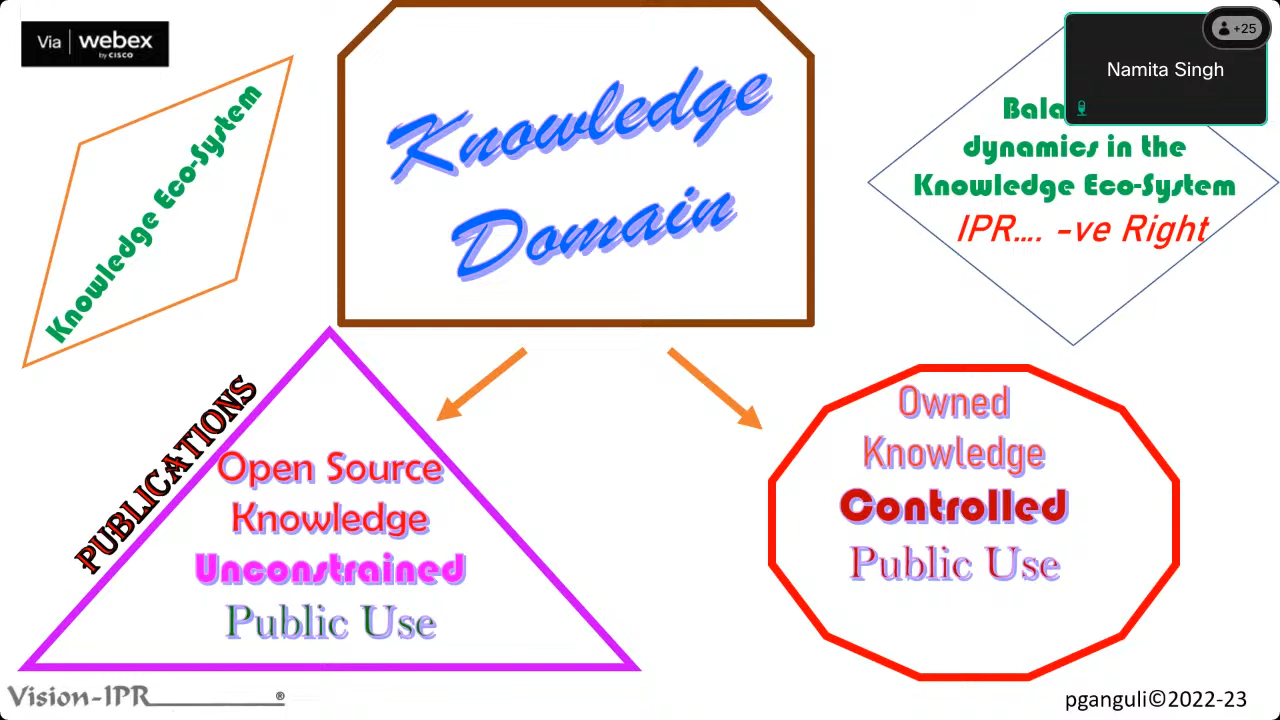 Via webex
by CISCO
+25
Namita Singh
Knowledge Eco-System
Knowledge
Domain
dynamics in the
Knowledge Eco-System
IPR.... -ve Right
PUBLICATIONS
Open Source
Knowledge
Unconstrained
Public Use
Owned
Knowledge
Controlled
Public Use
Vision-IPR ®
pganguli©2022-23